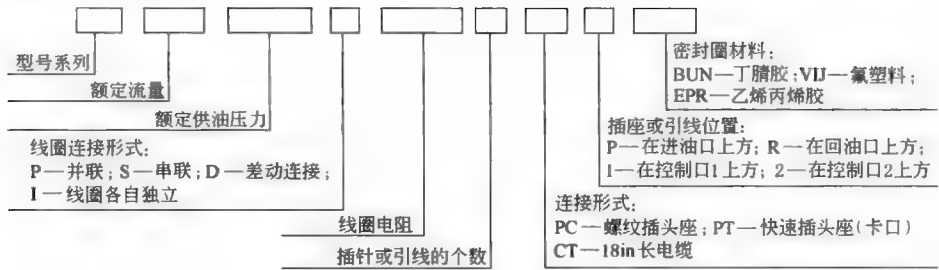 型号系列
额定流量
额定供油压力
线圈连接形式:
P—并联;S—串联;D—差动连接;
I—线圈各自独立
线圈电阻
插针或引线的个数
密封圈材料:
BUN—丁腈胶;VIJ—氟塑料;
EPR—乙烯丙烯胶
插座或引线位置:
P—在进油口上方;R—在回油口上方;
1—在控制口1上方;2—在控制口2上方
连接形式:
PC—螺纹插头座;PT—快速插头座(卡口)
CT—18in长电缆